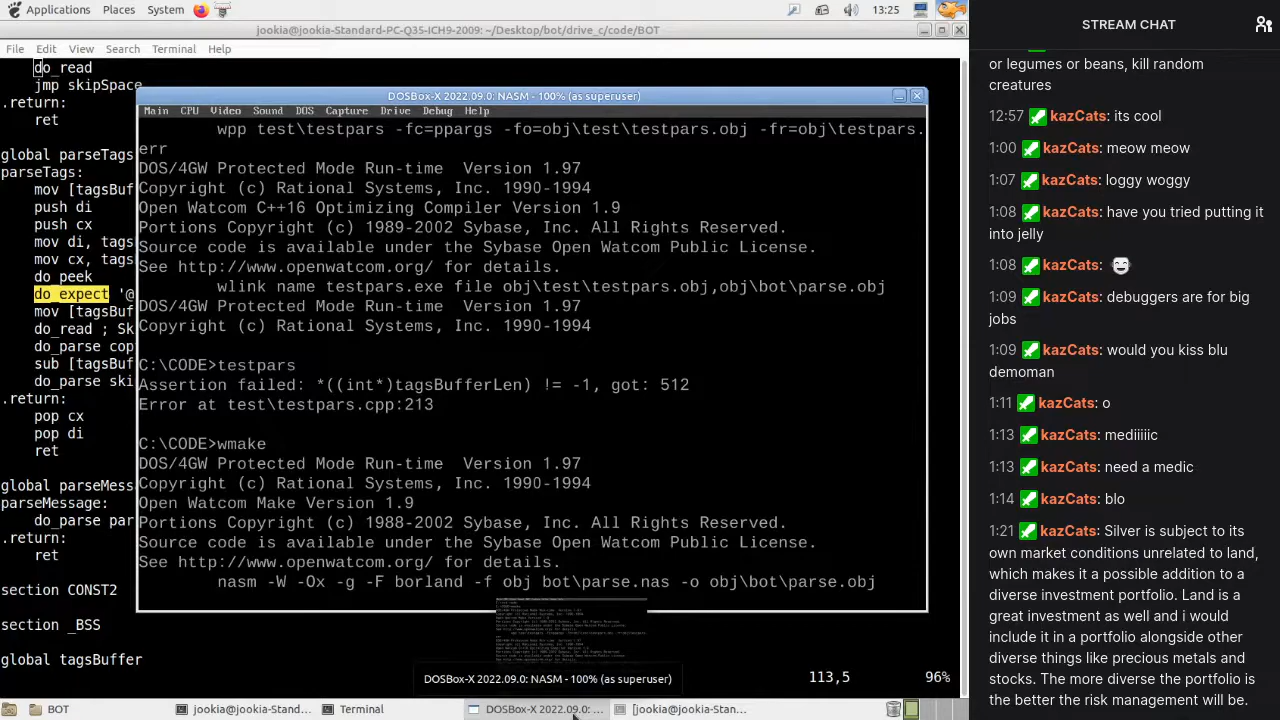 Applications Places System 13:25
jookia@jookia-Standard-PC-Q35-ICH9-2009: ~/Desktop/bot/drive_c/code/BOT
File Edit View Search Terminal Help
do_read
jmp skipSpace
.return:
ret
global parseTags
parseTags:
mov [tagsBuf
push di
push cx
mov di, tags
mov cx, tags
do_peek
do_expect '@
mov [tagsBuf
do_read ; Sk
do_parse cop
sub [tagsBuf
do_parse ski
.return:
pop cx
pop di
ret
global parseMess
parseMessage:
do_parse par
.return:
ret
section CONST2
section _BSS
global tagsBuffer
113,5 96%
DOSBox-X 2022.09.0: NASM - 100% (as superuser)
Main CPU Video Sound DOS Capture Drive Debug Help
wpp test\testpars -fc=ppargs -fo=obj\test\testpars.obj -fr=obj\testpars.
err
DOS/4GW Protected Mode Run-time Version 1.97
Copyright (c) Rational Systems, Inc. 1990-1994
Open Watcom C++16 Optimizing Compiler Version 1.9
Portions Copyright (c) 1989-2002 Sybase, Inc. All Rights Reserved.
Source code is available under the Sybase Open Watcom Public License.
See http://www.openwatcom.org/ for details.
wlink name testpars.exe file obj\test\testpars.obj,obj\bot\parse.obj
DOS/4GW Protected Mode Run-time Version 1.97
Copyright (c) Rational Systems, Inc. 1990-1994
C:\CODE>testpars
Assertion failed: *((int*)tagsBufferLen) != -1, got: 512
Error at test\testpars.cpp:213
C:\CODE>wmake
DOS/4GW Protected Mode Run-time Version 1.97
Copyright (c) Rational Systems, Inc. 1990-1994
Open Watcom Make Version 1.9
Portions Copyright (c) 1988-2002 Sybase, Inc. All Rights Reserved.
Source code is available under the Sybase Open Watcom Public License.
See http://www.openwatcom.org/ for details.
nasm -W -Ox -g -F borland -f obj bot\parse.nas -o obj\bot\parse.obj
DOSBox-X 2022.09.0: NASM - 100% (as superuser)
BOT jookia@jookia-Stand... Terminal DOSBox-X 2022.09.0: ... [jookia@jookia-Stan...
STREAM CHAT
or legumes or beans, kill random
creatures
12:57 kazCats: its cool
1:00 kazCats: meow meow
1:07 kazCats: loggy woggy
1:08 kazCats: have you tried putting it
into jelly
1:08 kazCats:
1:09 kazCats: debuggers are for big
jobs
1:09 kazCats: would you kiss blu
demoman
1:11 kazCats: o
1:13 kazCats: mediiiiic
1:13 kazCats: need a medic
1:14 kazCats: blo
1:21 kazCats: Silver is subject to its
own market conditions unrelated to land,
which makes it a possible addition to a
diverse investment portfolio. Land is a
great investment as well and i would
include it in a portfolio alongside other
diverse things like precious metals and
stocks. The more diverse the portfolio is
the better the risk management will be.